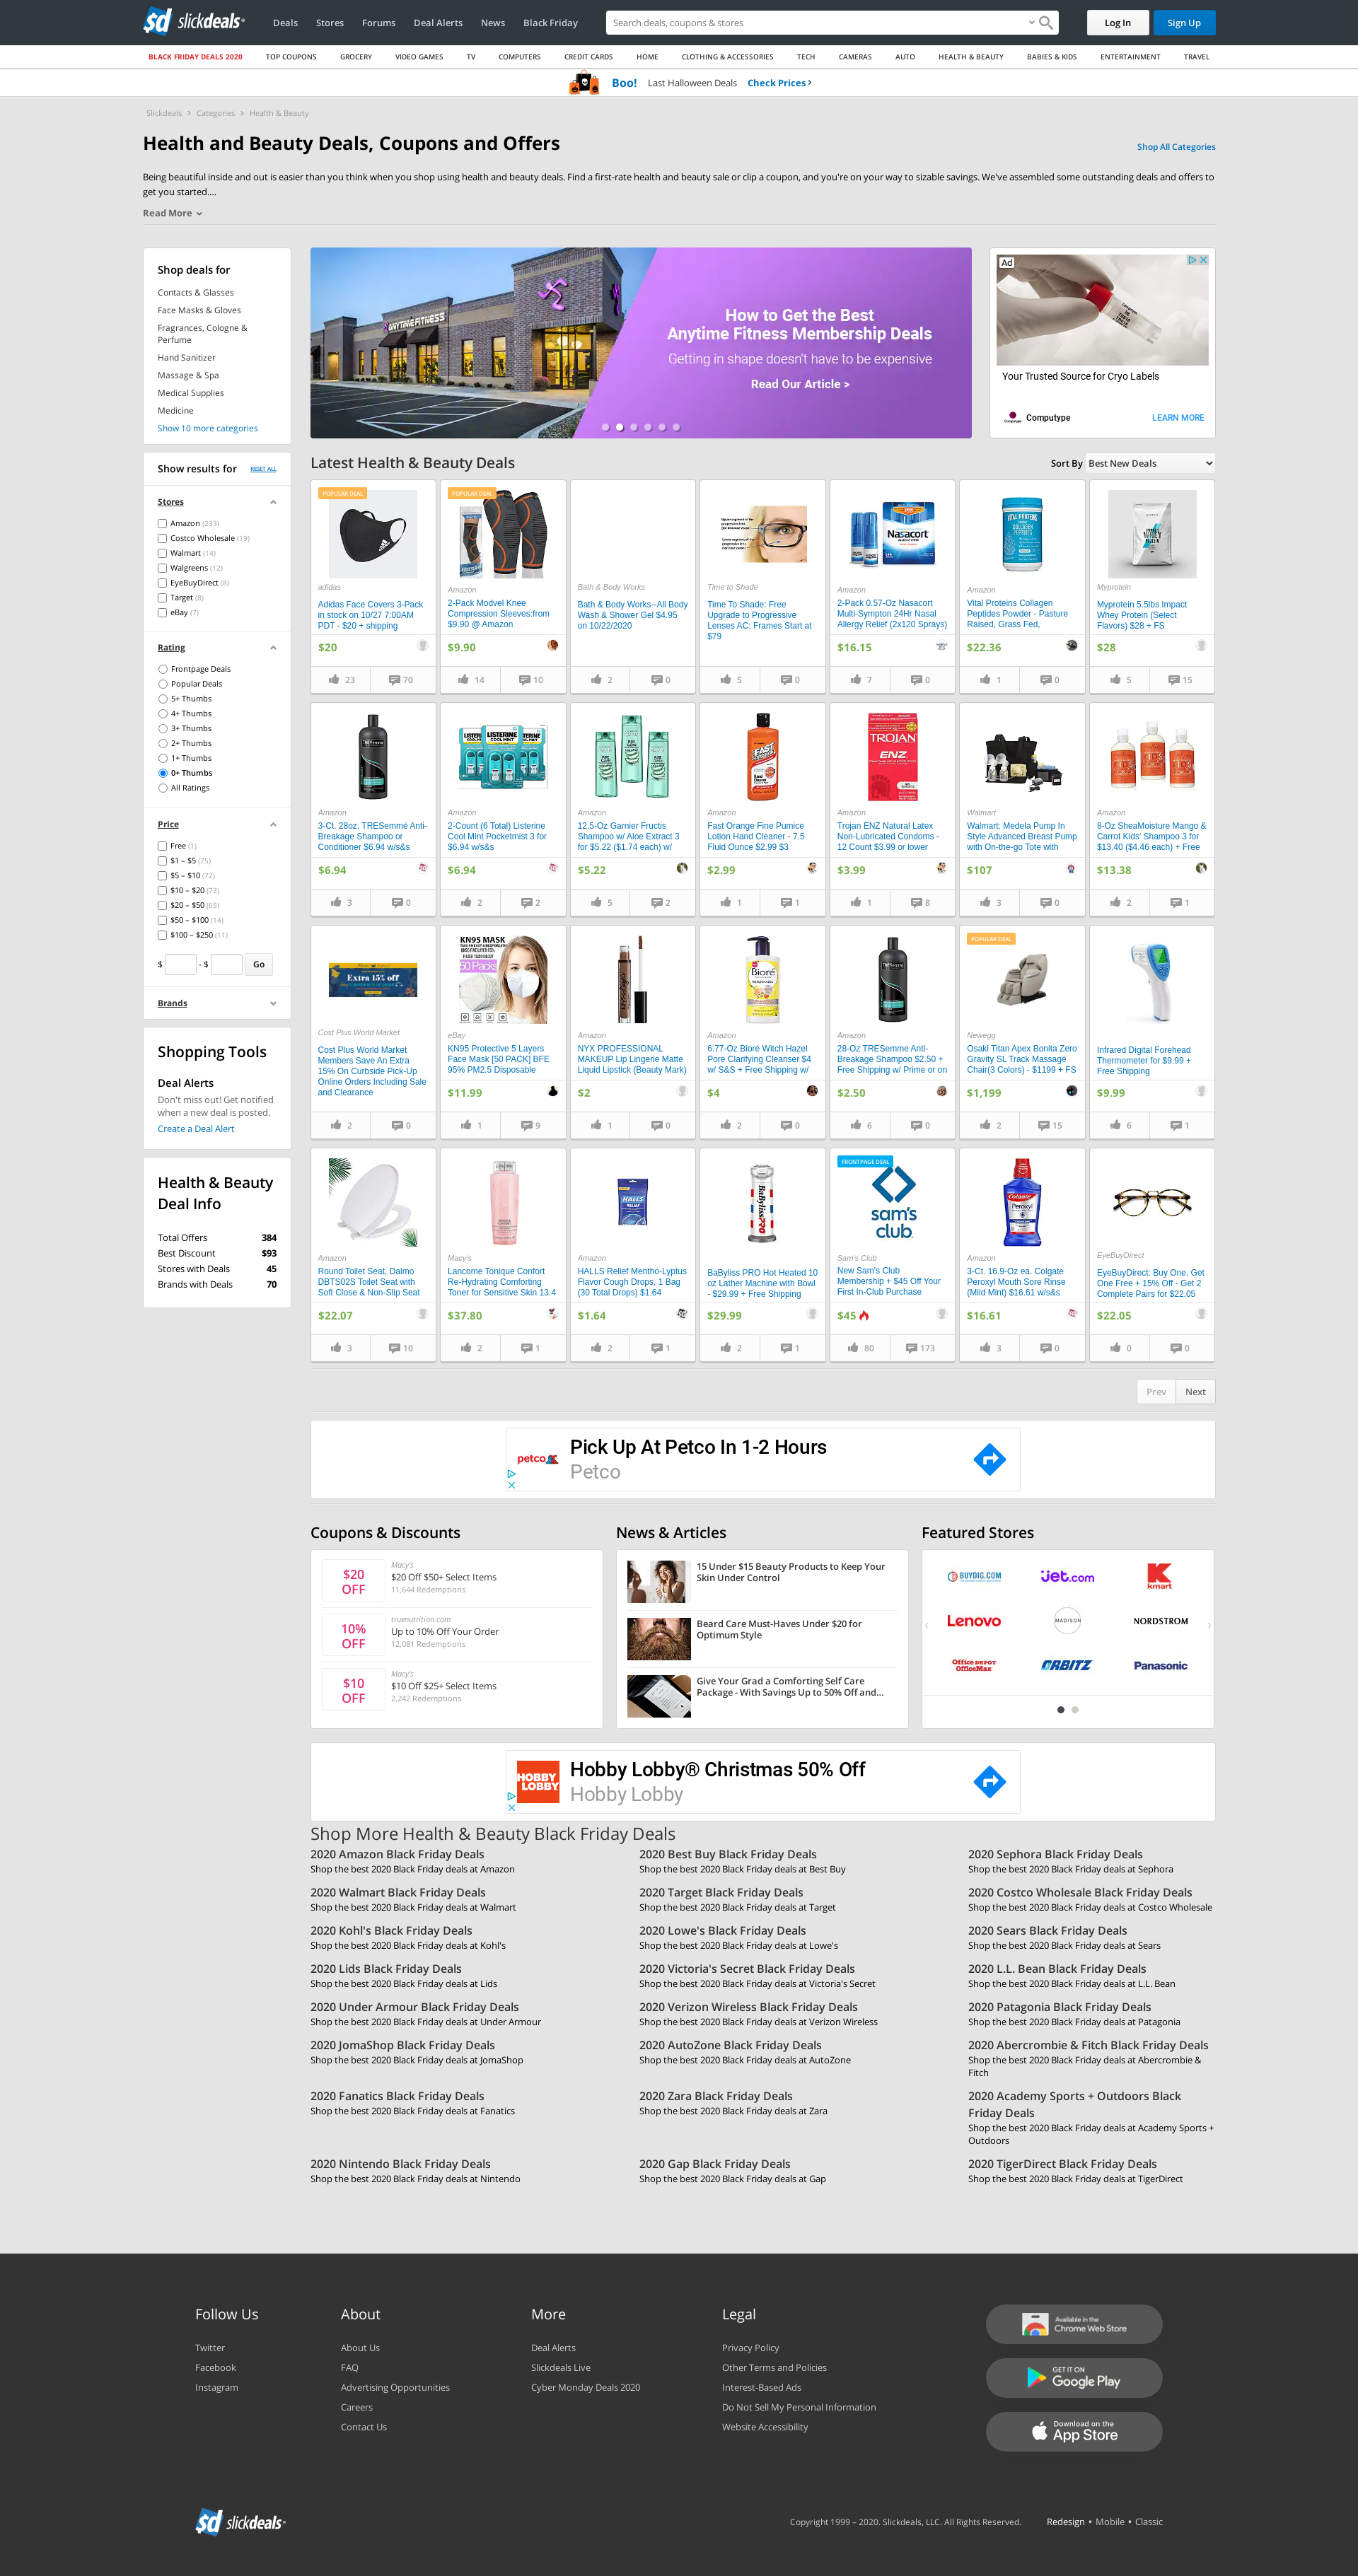 slickdeals
Deals Stores Forums Deal Alerts News Black Friday
Search deals, coupons & stores
Log In Sign Up
BLACK FRIDAY DEALS 2020 TOP COUPONS GROCERY VIDEO GAMES TV COMPUTERS CREDIT CARDS HOME CLOTHING & ACCESSORIES TECH CAMERAS AUTO HEALTH & BEAUTY BABIES & KIDS ENTERTAINMENT TRAVEL
Boo! Last Halloween Deals Check Prices
Slickdeals > Categories > Health & Beauty
Health and Beauty Deals, Coupons and Offers
Shop All Categories
Being beautiful inside and out is easier than you think when you shop using health and beauty deals. Find a first-rate health and beauty sale or clip a coupon, and you're on your way to sizable savings. We've assembled some outstanding deals and offers to
get you started....
Read More
Shop deals for
Contacts & Glasses
Face Masks & Gloves
Fragrances, Cologne &
Perfume
Hand Sanitizer
Massage & Spa
Medical Supplies
Medicine
Show 10 more categories
Show results for RESET ALL
Stores
Amazon (233)
Costco Wholesale (19)
Walmart (14)
Walgreens (12)
EyeBuyDirect (8)
Target (8)
eBay (7)
Rating
Frontpage Deals
Popular Deals
5+ Thumbs
4+ Thumbs
3+ Thumbs
2+ Thumbs
1+ Thumbs
0+ Thumbs
All Ratings
Price
Free (1)
$1 – $5 (75)
$5 – $10 (72)
$10 – $20 (73)
$20 – $50 (65)
$50 – $100 (14)
$100 – $250 (11)
$ - $ Go
Brands
Shopping Tools
Deal Alerts
Don't miss out! Get notified
when a new deal is posted.
Create a Deal Alert
Health & Beauty
Deal Info
Total Offers 384
Best Discount $93
Stores with Deals 45
Brands with Deals 70
ANYTIME FITNESS
How to Get the Best
Anytime Fitness Membership Deals
Getting in shape doesn't have to be expensive
Read Our Article >
Ad
Your Trusted Source for Cryo Labels
Computype LEARN MORE
Latest Health & Beauty Deals
Sort By Best New Deals
POPULAR DEAL
adidas
Adidas Face Covers 3-Pack
in stock on 10/27 7:00AM
PDT - $20 + shipping
$20
23 70
POPULAR DEAL
Amazon
2-Pack Modvel Knee
Compression Sleeves:from
$9.90 @ Amazon
$9.90
14 10
Bath & Body Works
Bath & Body Works--All Body
Wash & Shower Gel $4.95
on 10/22/2020
2 0
Time to Shade
Time To Shade: Free
Upgrade to Progressive
Lenses AC: Frames Start at
$79
5 0
Nasacort
Amazon
2-Pack 0.57-Oz Nasacort
Multi-Sympton 24Hr Nasal
Allergy Relief (2x120 Sprays)
$16.15
7 0
VITAL PROTEINS
COLLAGEN
PEPTIDES
Amazon
Vital Proteins Collagen
Peptides Powder - Pasture
Raised, Grass Fed,
$22.36
1 0
WHEY
Myprotein
Myprotein 5.5lbs Impact
Whey Protein (Select
Flavors) $28 + FS
$28
5 15
Amazon
3-Ct. 28oz. TRESemmé Anti-
Breakage Shampoo or
Conditioner $6.94 w/s&s
$6.94
3 0
LISTERINE
COOL MINT
Amazon
2-Count (6 Total) Listerine
Cool Mint Pocketmist 3 for
$6.94 w/s&s
$6.94
2 2
Amazon
12.5-Oz Garnier Fructis
Shampoo w/ Aloe Extract 3
for $5.22 ($1.74 each) w/
$5.22
5 2
FAST
ORANGE
Amazon
Fast Orange Fine Pumice
Lotion Hand Cleaner - 7.5
Fluid Ounce $2.99 $3
$2.99
1 1
TROJAN
ENZ
Amazon
Trojan ENZ Natural Latex
Non-Lubricated Condoms -
12 Count $3.99 or lower
$3.99
1 8
Walmart
Walmart: Medela Pump In
Style Advanced Breast Pump
with On-the-go Tote with
$107
3 0
KIDS
Amazon
8-Oz SheaMoisture Mango &
Carrot Kids' Shampoo 3 for
$13.40 ($4.46 each) + Free
$13.38
2 1
Extra 15% off
Cost Plus World Market
Cost Plus World Market
Members Save An Extra
15% On Curbside Pick-Up
Online Orders Including Sale
and Clearance
2 0
KN95 MASK
50 Packs
eBay
KN95 Protective 5 Layers
Face Mask [50 PACK] BFE
95% PM2.5 Disposable
$11.99
1 9
Amazon
NYX PROFESSIONAL
MAKEUP Lip Lingerie Matte
Liquid Lipstick (Beauty Mark)
$2
1 0
Bioré
Amazon
6.77-Oz Bioré Witch Hazel
Pore Clarifying Cleanser $4
w/ S&S + Free Shipping w/
$4
2 0
Amazon
28-Oz TRESemme Anti-
Breakage Shampoo $2.50 +
Free Shipping w/ Prime or on
$2.50
6 0
POPULAR DEAL
Newegg
Osaki Titan Apex Bonita Zero
Gravity SL Track Massage
Chair(3 Colors) - $1199 + FS
$1,199
2 15
Infrared Digital Forehead
Thermometer for $9.99 +
Free Shipping
$9.99
6 1
Amazon
Round Toilet Seat, Dalmo
DBTS02S Toilet Seat with
Soft Close & Non-Slip Seat
$22.07
3 10
Macy's
Lancome Tonique Confort
Re-Hydrating Comforting
Toner for Sensitive Skin 13.4
$37.80
2 1
HALLS
RELIEF
Amazon
HALLS Relief Mentho-Lyptus
Flavor Cough Drops, 1 Bag
(30 Total Drops) $1.64
$1.64
2 1
BaBylissPRO
BaByliss PRO Hot Heated 10
oz Lather Machine with Bowl
- $29.99 + Free Shipping
$29.99
2 1
FRONTPAGE DEAL
sam's
club
Sam's Club
New Sam's Club
Membership + $45 Off Your
First In-Club Purchase
$45
80 173
Colgate
Peroxyl
Amazon
3-Ct. 16.9-Oz ea. Colgate
Peroxyl Mouth Sore Rinse
(Mild Mint) $16.61 w/s&s
$16.61
3 0
EyeBuyDirect
EyeBuyDirect: Buy One, Get
One Free + 15% Off - Get 2
Complete Pairs for $22.05
$22.05
0 0
Prev Next
petco
Pick Up At Petco In 1-2 Hours
Petco
Coupons & Discounts
$20
OFF
Macy's
$20 Off $50+ Select Items
11,644 Redemptions
10%
OFF
truenutrition.com
Up to 10% Off Your Order
12,081 Redemptions
$10
OFF
Macy's
$10 Off $25+ Select Items
2,242 Redemptions
News & Articles
15 Under $15 Beauty Products to Keep Your
Skin Under Control
Beard Care Must-Haves Under $20 for
Optimum Style
Give Your Grad a Comforting Self Care
Package - With Savings Up to 50% Off and...
Featured Stores
BUYDIG.COM jet.com kmart
Lenovo MADISON NORDSTROM
Office DEPOT
OfficeMax ORBITZ Panasonic
HOBBY
LOBBY
Hobby Lobby® Christmas 50% Off
Hobby Lobby
Shop More Health & Beauty Black Friday Deals
2020 Amazon Black Friday Deals
Shop the best 2020 Black Friday deals at Amazon
2020 Best Buy Black Friday Deals
Shop the best 2020 Black Friday deals at Best Buy
2020 Sephora Black Friday Deals
Shop the best 2020 Black Friday deals at Sephora
2020 Walmart Black Friday Deals
Shop the best 2020 Black Friday deals at Walmart
2020 Target Black Friday Deals
Shop the best 2020 Black Friday deals at Target
2020 Costco Wholesale Black Friday Deals
Shop the best 2020 Black Friday deals at Costco Wholesale
2020 Kohl's Black Friday Deals
Shop the best 2020 Black Friday deals at Kohl's
2020 Lowe's Black Friday Deals
Shop the best 2020 Black Friday deals at Lowe's
2020 Sears Black Friday Deals
Shop the best 2020 Black Friday deals at Sears
2020 Lids Black Friday Deals
Shop the best 2020 Black Friday deals at Lids
2020 Victoria's Secret Black Friday Deals
Shop the best 2020 Black Friday deals at Victoria's Secret
2020 L.L. Bean Black Friday Deals
Shop the best 2020 Black Friday deals at L.L. Bean
2020 Under Armour Black Friday Deals
Shop the best 2020 Black Friday deals at Under Armour
2020 Verizon Wireless Black Friday Deals
Shop the best 2020 Black Friday deals at Verizon Wireless
2020 Patagonia Black Friday Deals
Shop the best 2020 Black Friday deals at Patagonia
2020 JomaShop Black Friday Deals
Shop the best 2020 Black Friday deals at JomaShop
2020 AutoZone Black Friday Deals
Shop the best 2020 Black Friday deals at AutoZone
2020 Abercrombie & Fitch Black Friday Deals
Shop the best 2020 Black Friday deals at Abercrombie &
Fitch
2020 Fanatics Black Friday Deals
Shop the best 2020 Black Friday deals at Fanatics
2020 Zara Black Friday Deals
Shop the best 2020 Black Friday deals at Zara
2020 Academy Sports + Outdoors Black
Friday Deals
Shop the best 2020 Black Friday deals at Academy Sports +
Outdoors
2020 Nintendo Black Friday Deals
Shop the best 2020 Black Friday deals at Nintendo
2020 Gap Black Friday Deals
Shop the best 2020 Black Friday deals at Gap
2020 TigerDirect Black Friday Deals
Shop the best 2020 Black Friday deals at TigerDirect
Follow Us
Twitter
Facebook
Instagram
About
About Us
FAQ
Advertising Opportunities
Careers
Contact Us
More
Deal Alerts
Slickdeals Live
Cyber Monday Deals 2020
Legal
Privacy Policy
Other Terms and Policies
Interest-Based Ads
Do Not Sell My Personal Information
Website Accessibility
Available in the
Chrome Web Store
GET IT ON
Google Play
Download on the
App Store
slickdeals
Copyright 1999 – 2020. Slickdeals, LLC. All Rights Reserved. Redesign • Mobile • Classic